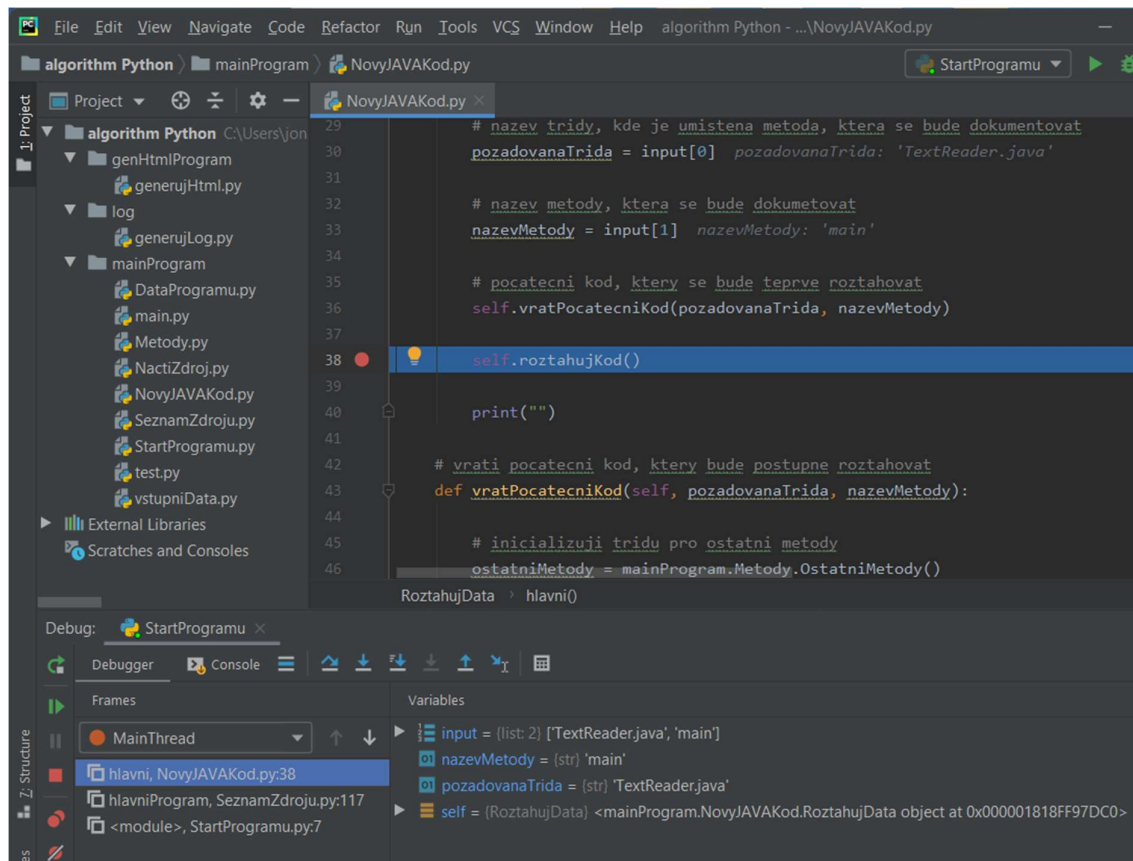 PC File Edit View Navigate Code Refactor Run Tools VCS Window Help algorithm Python - ...\NovyJAVAKod.py
algorithm Python mainProgram NovyJAVAKod.py StartProgramu
1: Project
Project NovyJAVAKod.py
algorithm Python C:\Users\jon
genHtmlProgram
generujHtml.py
log
generujLog.py
mainProgram
DataProgramu.py
main.py
Metody.py
NactiZdroj.py
NovyJAVAKod.py
SeznamZdroju.py
StartProgramu.py
test.py
vstupniData.py
External Libraries
Scratches and Consoles
29 # nazev tridy, kde je umistena metoda, ktera se bude dokumentovat
30 pozadovanaTrida = input[0] pozadovanaTrida: 'TextReader.java'
31
32 # nazev metody, ktera se bude dokumetovat
33 nazevMetody = input[1] nazevMetody: 'main'
34
35 # pocatecni kod, ktery se bude teprve roztahovat
36 self.vratPocatecniKod(pozadovanaTrida, nazevMetody)
37
38 self.roztahujKod()
39
40 print("")
41
42 # vrati pocatecni kod, ktery bude postupne roztahovat
43 def vratPocatecniKod(self, pozadovanaTrida, nazevMetody):
44
45 # inicializuji tridu pro ostatni metody
46 ostatniMetody = mainProgram.Metody.OstatniMetody()
RoztahujData hlavni()
Debug: StartProgramu
Debugger Console
Frames
MainThread
hlavni, NovyJAVAKod.py:38
hlavniProgram, SeznamZdroju.py:117
<module>, StartProgramu.py:7
Variables
input = {list: 2} ['TextReader.java', 'main']
01 nazevMetody = {str} 'main'
01 pozadovanaTrida = {str} 'TextReader.java'
self = {RoztahujData} <mainProgram.NovyJAVAKod.RoztahujData object at 0x000001818FF97DC0>
7: Structure